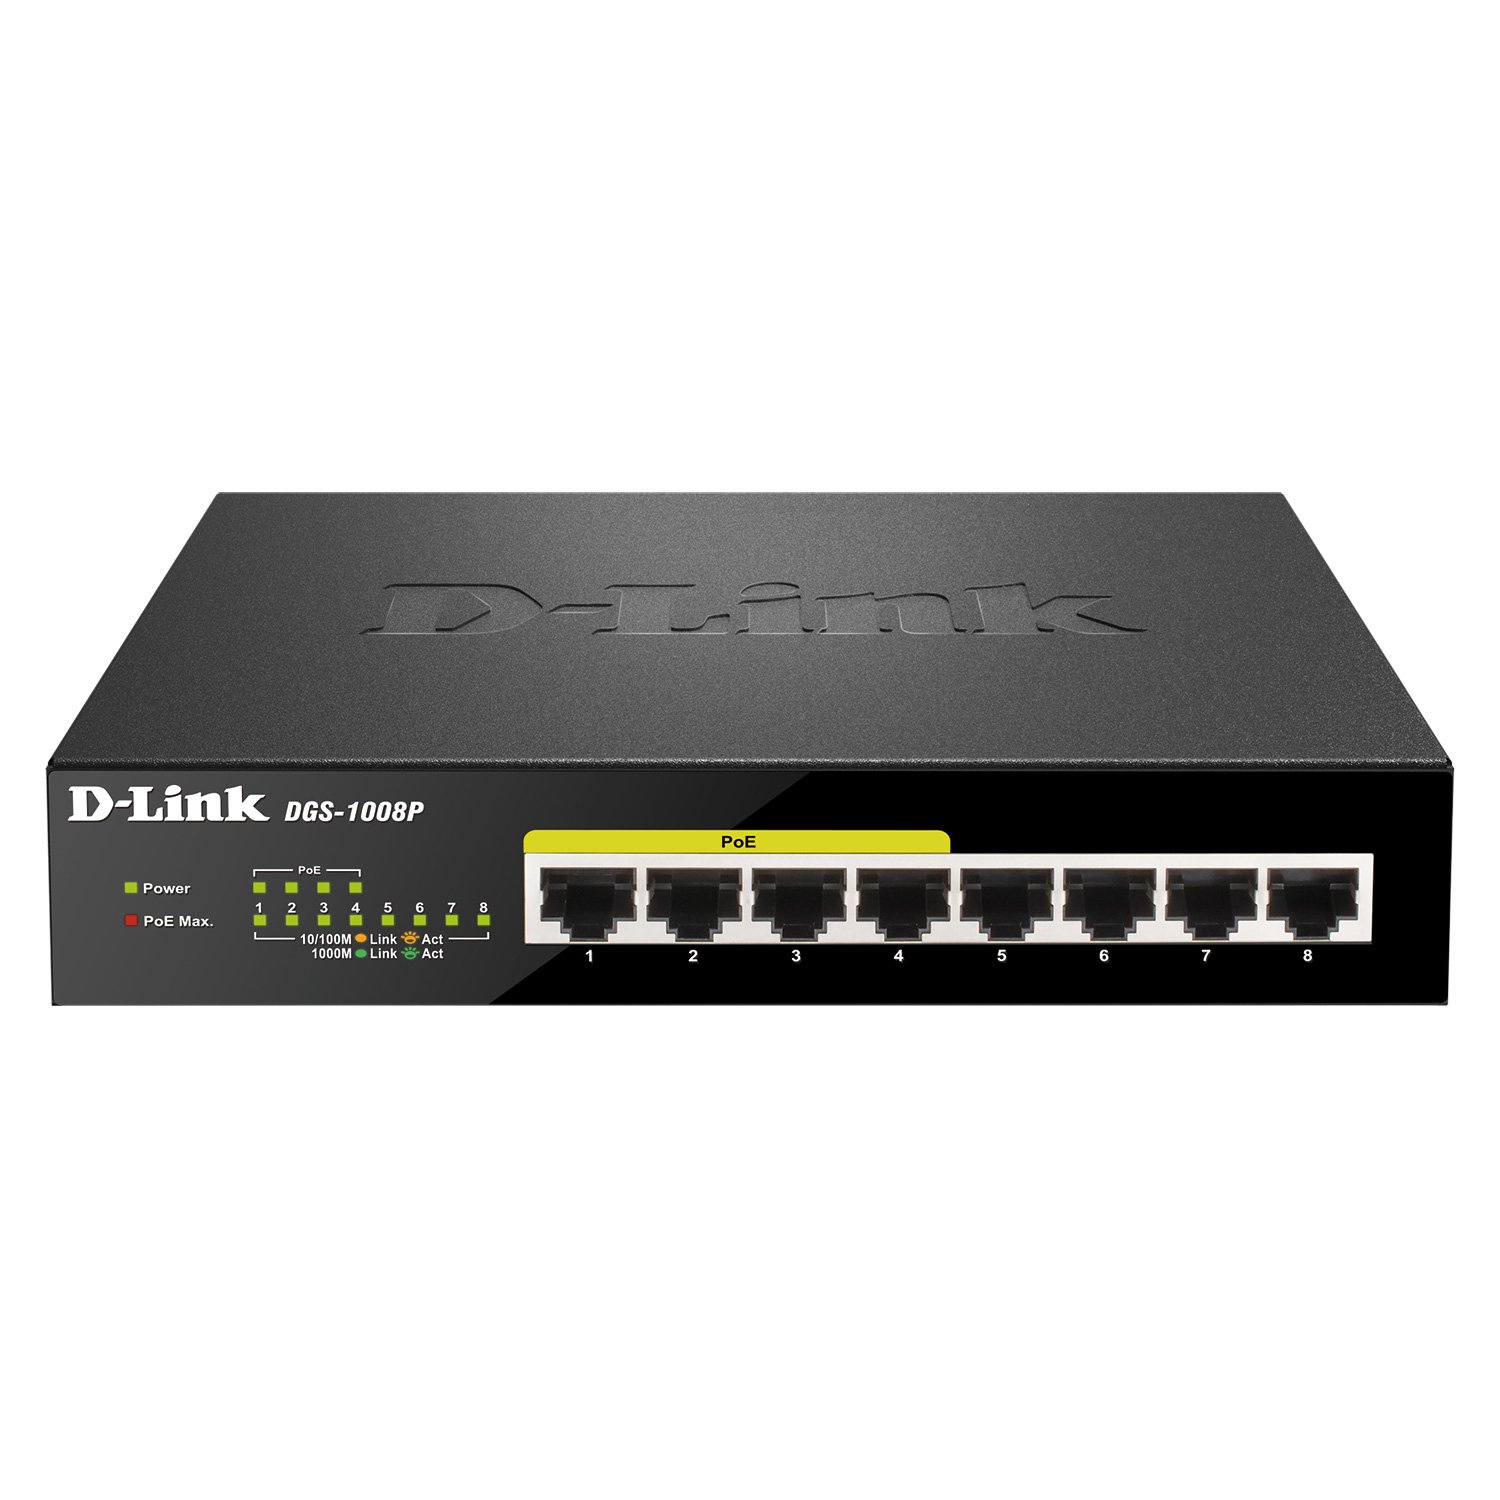 D-Link
D-Link DGS-1008P
PoE
PoE
Power
1 2 3 4 5 6 7 8
PoE Max.
10/100M Link Act
1000M Link Act
1 2 3 4 5 6 7 8